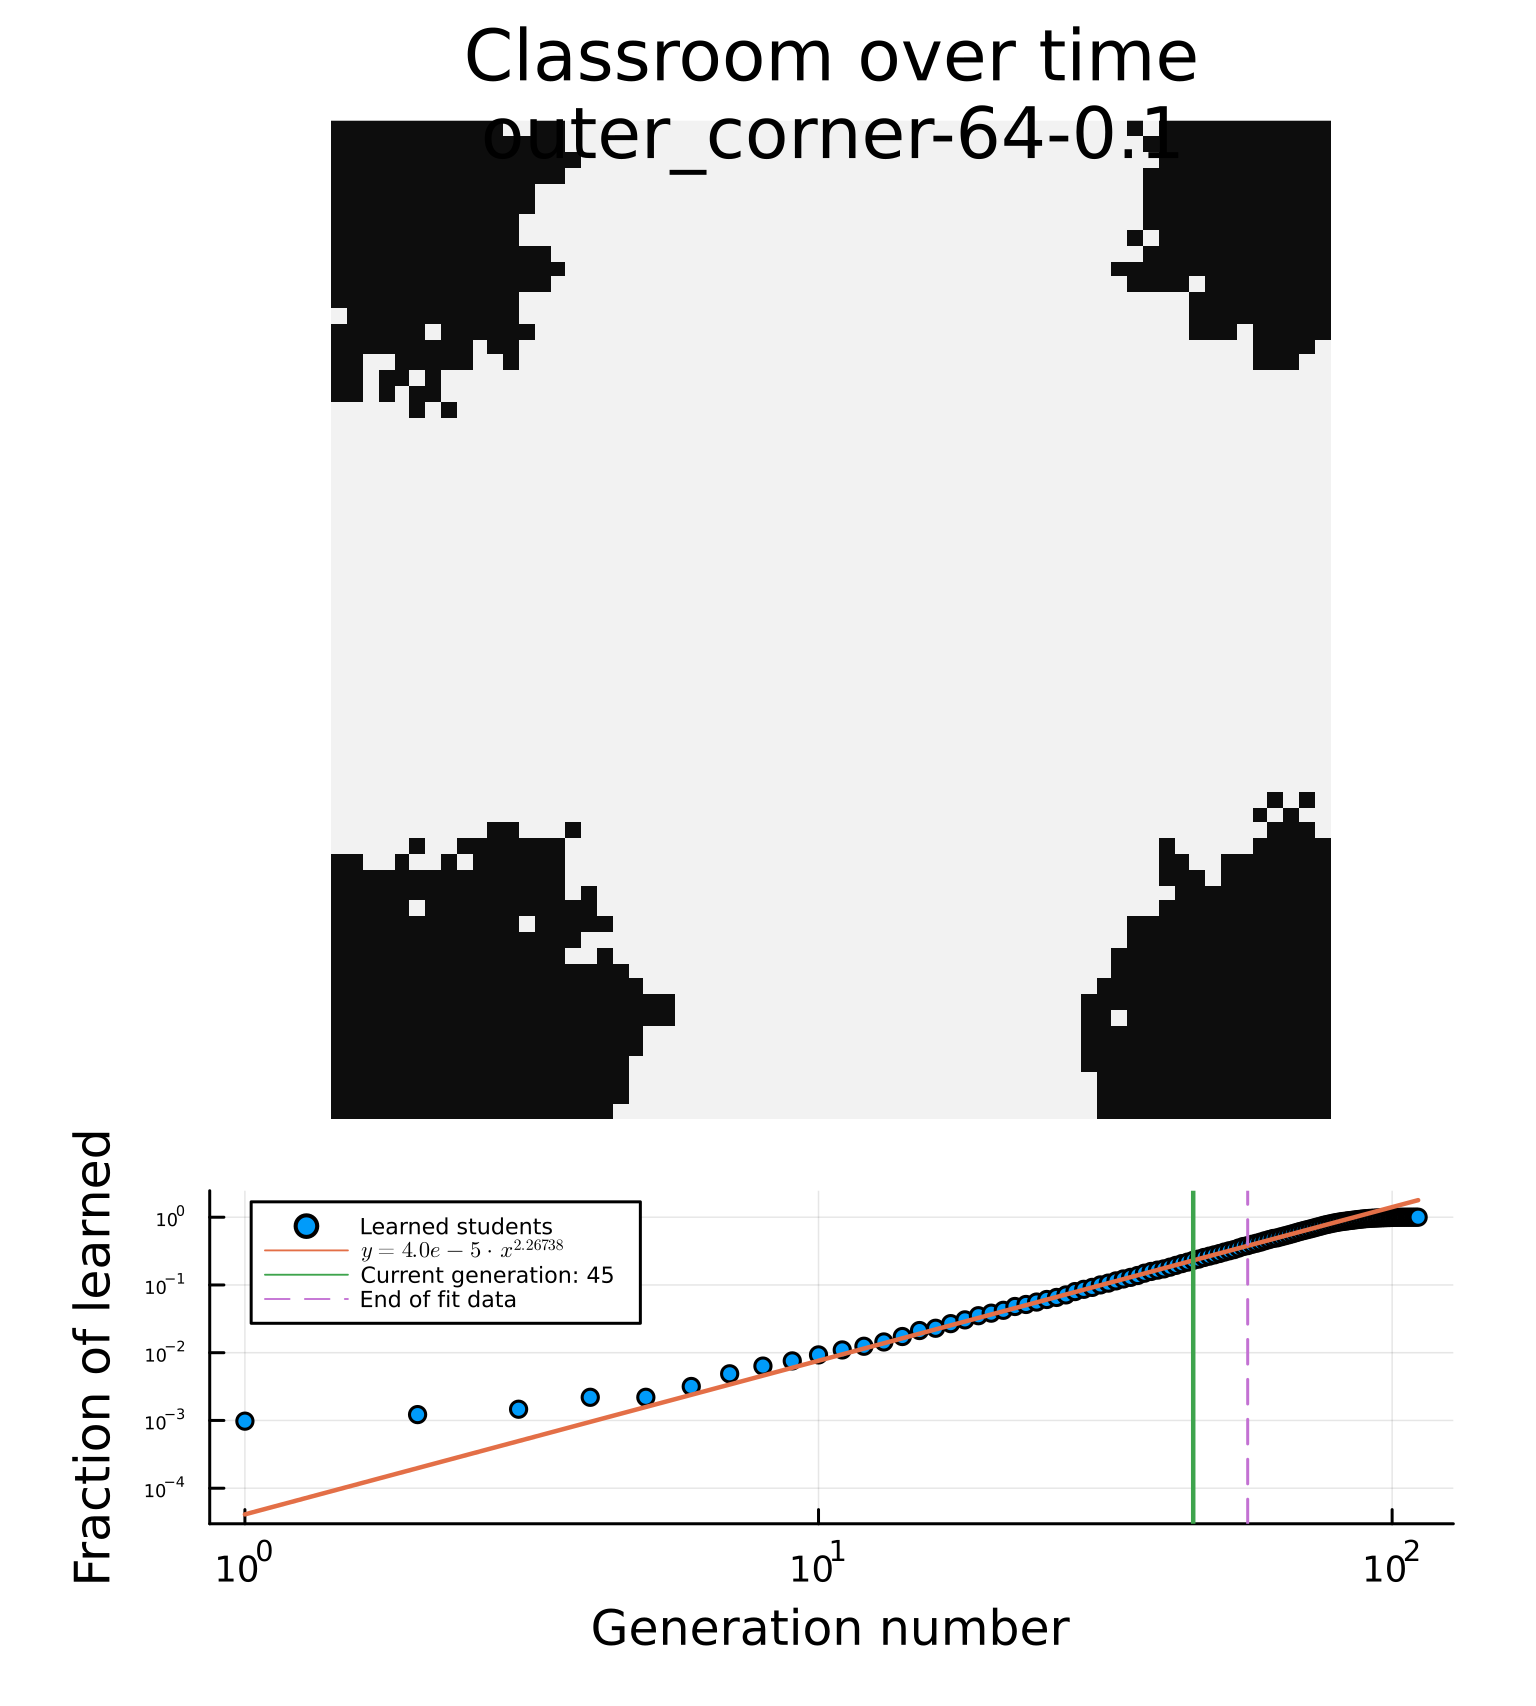 Classroom over time
outer_corner-64-0.1
Fraction of learned
10^0
10^-1
10^-2
10^-3
10^-4
Learned students
y = 4.0e − 5 · x^2.26738
Current generation: 45
End of fit data
10^0
10^1
10^2
Generation number